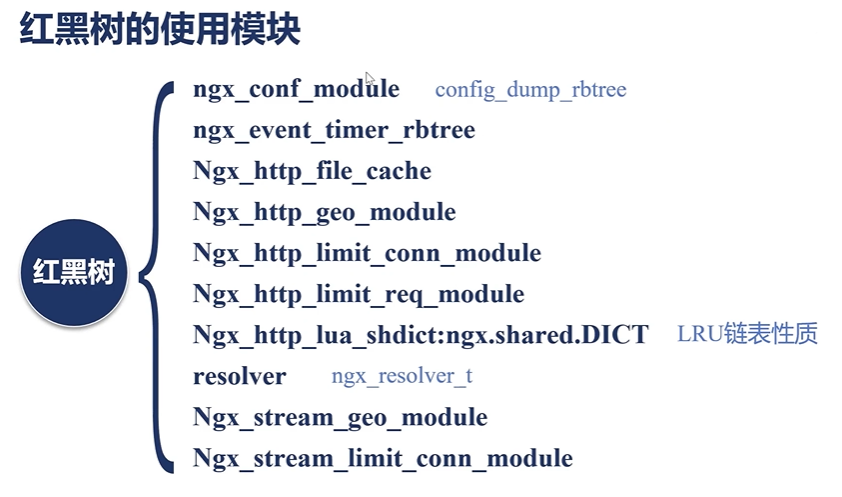 红黑树的使用模块
ngx_conf_module config_dump_rbtree
ngx_event_timer_rbtree
Ngx_http_file_cache
Ngx_http_geo_module
Ngx_http_limit_conn_module
红黑树
Ngx_http_limit_req_module
Ngx_http_lua_shdict:ngx.shared.DICT LRU链表性质
resolver ngx_resolver_t
Ngx_stream_geo_module
Ngx_stream_limit_conn_module